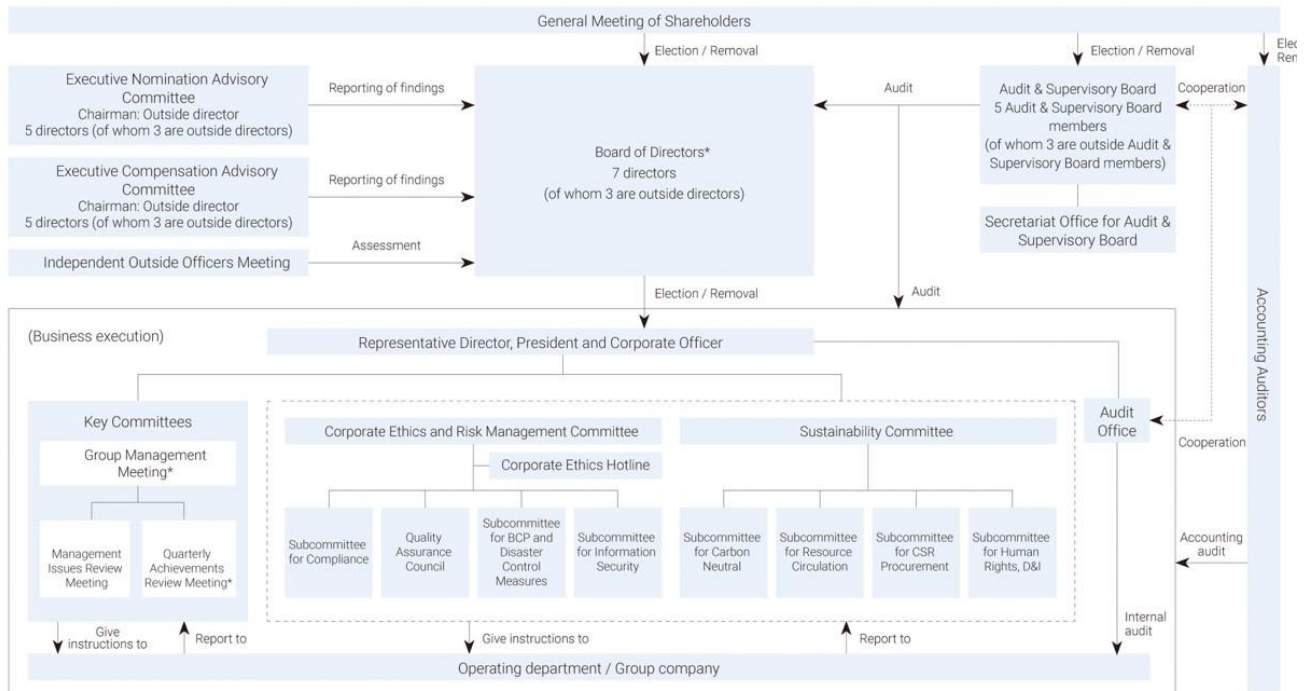 General Meeting of Shareholders
Election / Removal
Election / Removal
Executive Nomination Advisory
Committee
Chairman: Outside director
5 directors (of whom 3 are outside directors)
Reporting of findings
Board of Directors*
7 directors
(of whom 3 are outside directors)
Audit
Audit & Supervisory Board
5 Audit & Supervisory Board
members
(of whom 3 are outside Audit &
Supervisory Board members)
Cooperation
Executive Compensation Advisory
Committee
Chairman: Outside director
5 directors (of whom 3 are outside directors)
Reporting of findings
Secretariat Office for Audit &
Supervisory Board
Independent Outside Officers Meeting
Assessment
Election / Removal
Audit
Accounting Auditors
(Business execution)
Representative Director, President and Corporate Officer
Key Committees
Group Management
Meeting*
Management
Issues Review
Meeting
Quarterly
Achievements
Review Meeting*
Corporate Ethics and Risk Management Committee
Corporate Ethics Hotline
Subcommittee
for Compliance
Quality
Assurance
Council
Subcommittee
for BCP and
Disaster
Control
Measures
Subcommittee
for Information
Security
Sustainability Committee
Subcommittee
for Carbon
Neutral
Subcommittee
for Resource
Circulation
Subcommittee
for CSR
Procurement
Subcommittee
for Human
Rights, D&I
Audit
Office
Cooperation
Accounting
audit
Give
instructions to
Report to
Give instructions to
Report to
Internal
audit
Operating department / Group company